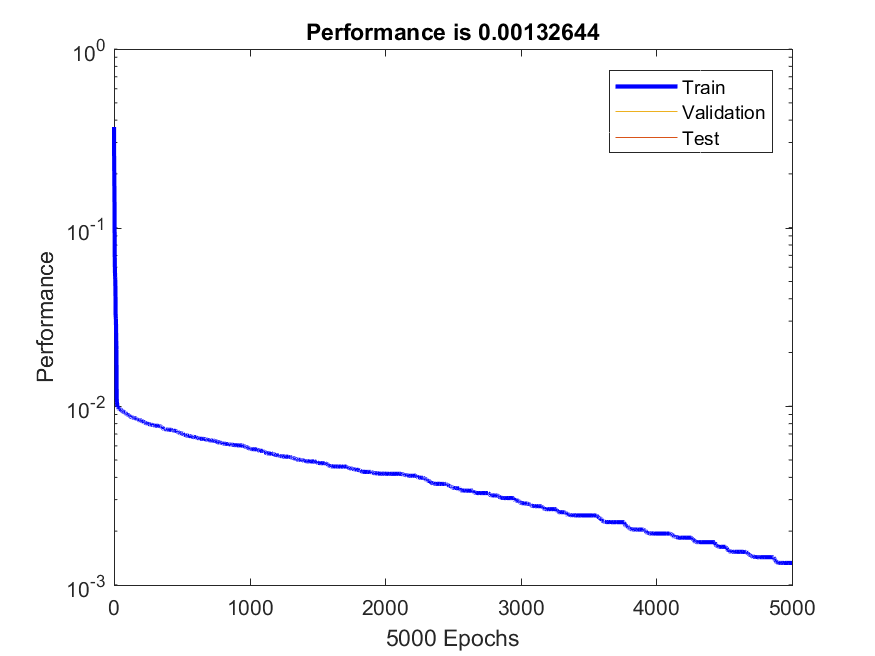 Performance is 0.00132644
10^0
10^-1
10^-2
10^-3
Performance
Train
Validation
Test
0 1000 2000 3000 4000 5000
5000 Epochs